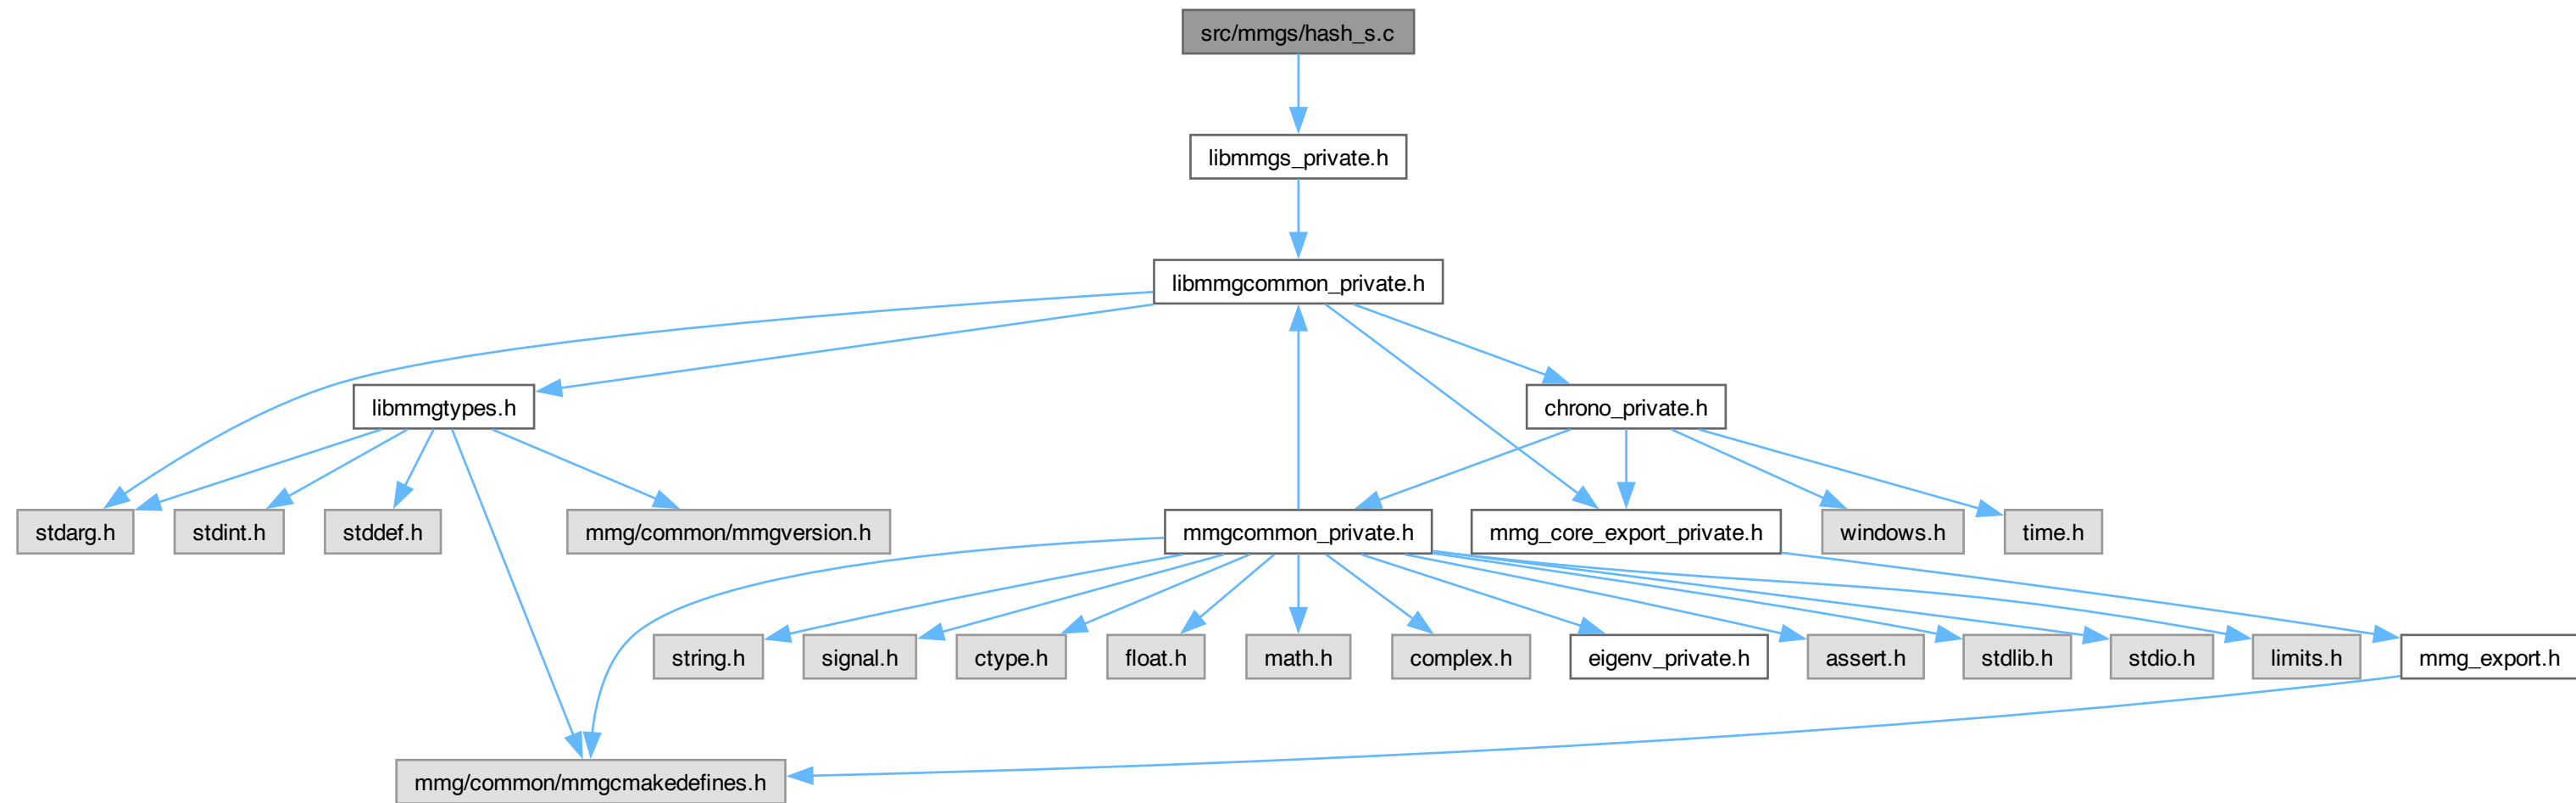 src/mmgs/hash_s.c
libmmgs_private.h
libmmgcommon_private.h
libmmgtypes.h
chrono_private.h
stdarg.h
stdint.h
stddef.h
mmg/common/mmgversion.h
mmgcommon_private.h
mmg_core_export_private.h
windows.h
time.h
string.h
signal.h
ctype.h
float.h
math.h
complex.h
eigenv_private.h
assert.h
stdlib.h
stdio.h
limits.h
mmg_export.h
mmg/common/mmgcmakedefines.h